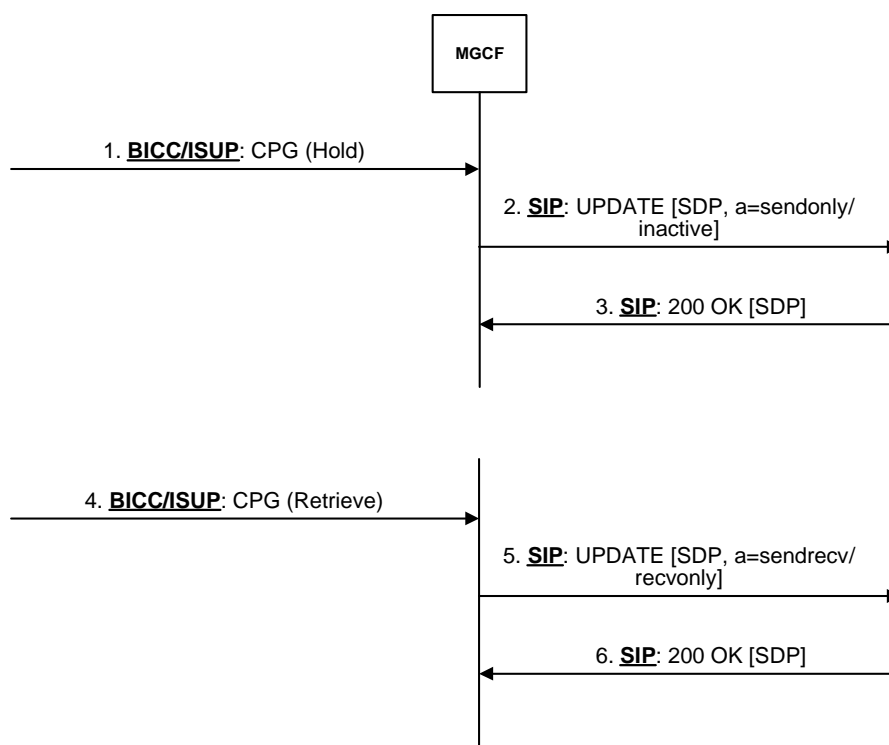 MGCF
1. BICC/ISUP: CPG (Hold)
2. SIP: UPDATE [SDP, a=sendonly/
inactive]
3. SIP: 200 OK [SDP]
4. BICC/ISUP: CPG (Retrieve)
5. SIP: UPDATE [SDP, a=sendrecv/
recvonly]
6. SIP: 200 OK [SDP]